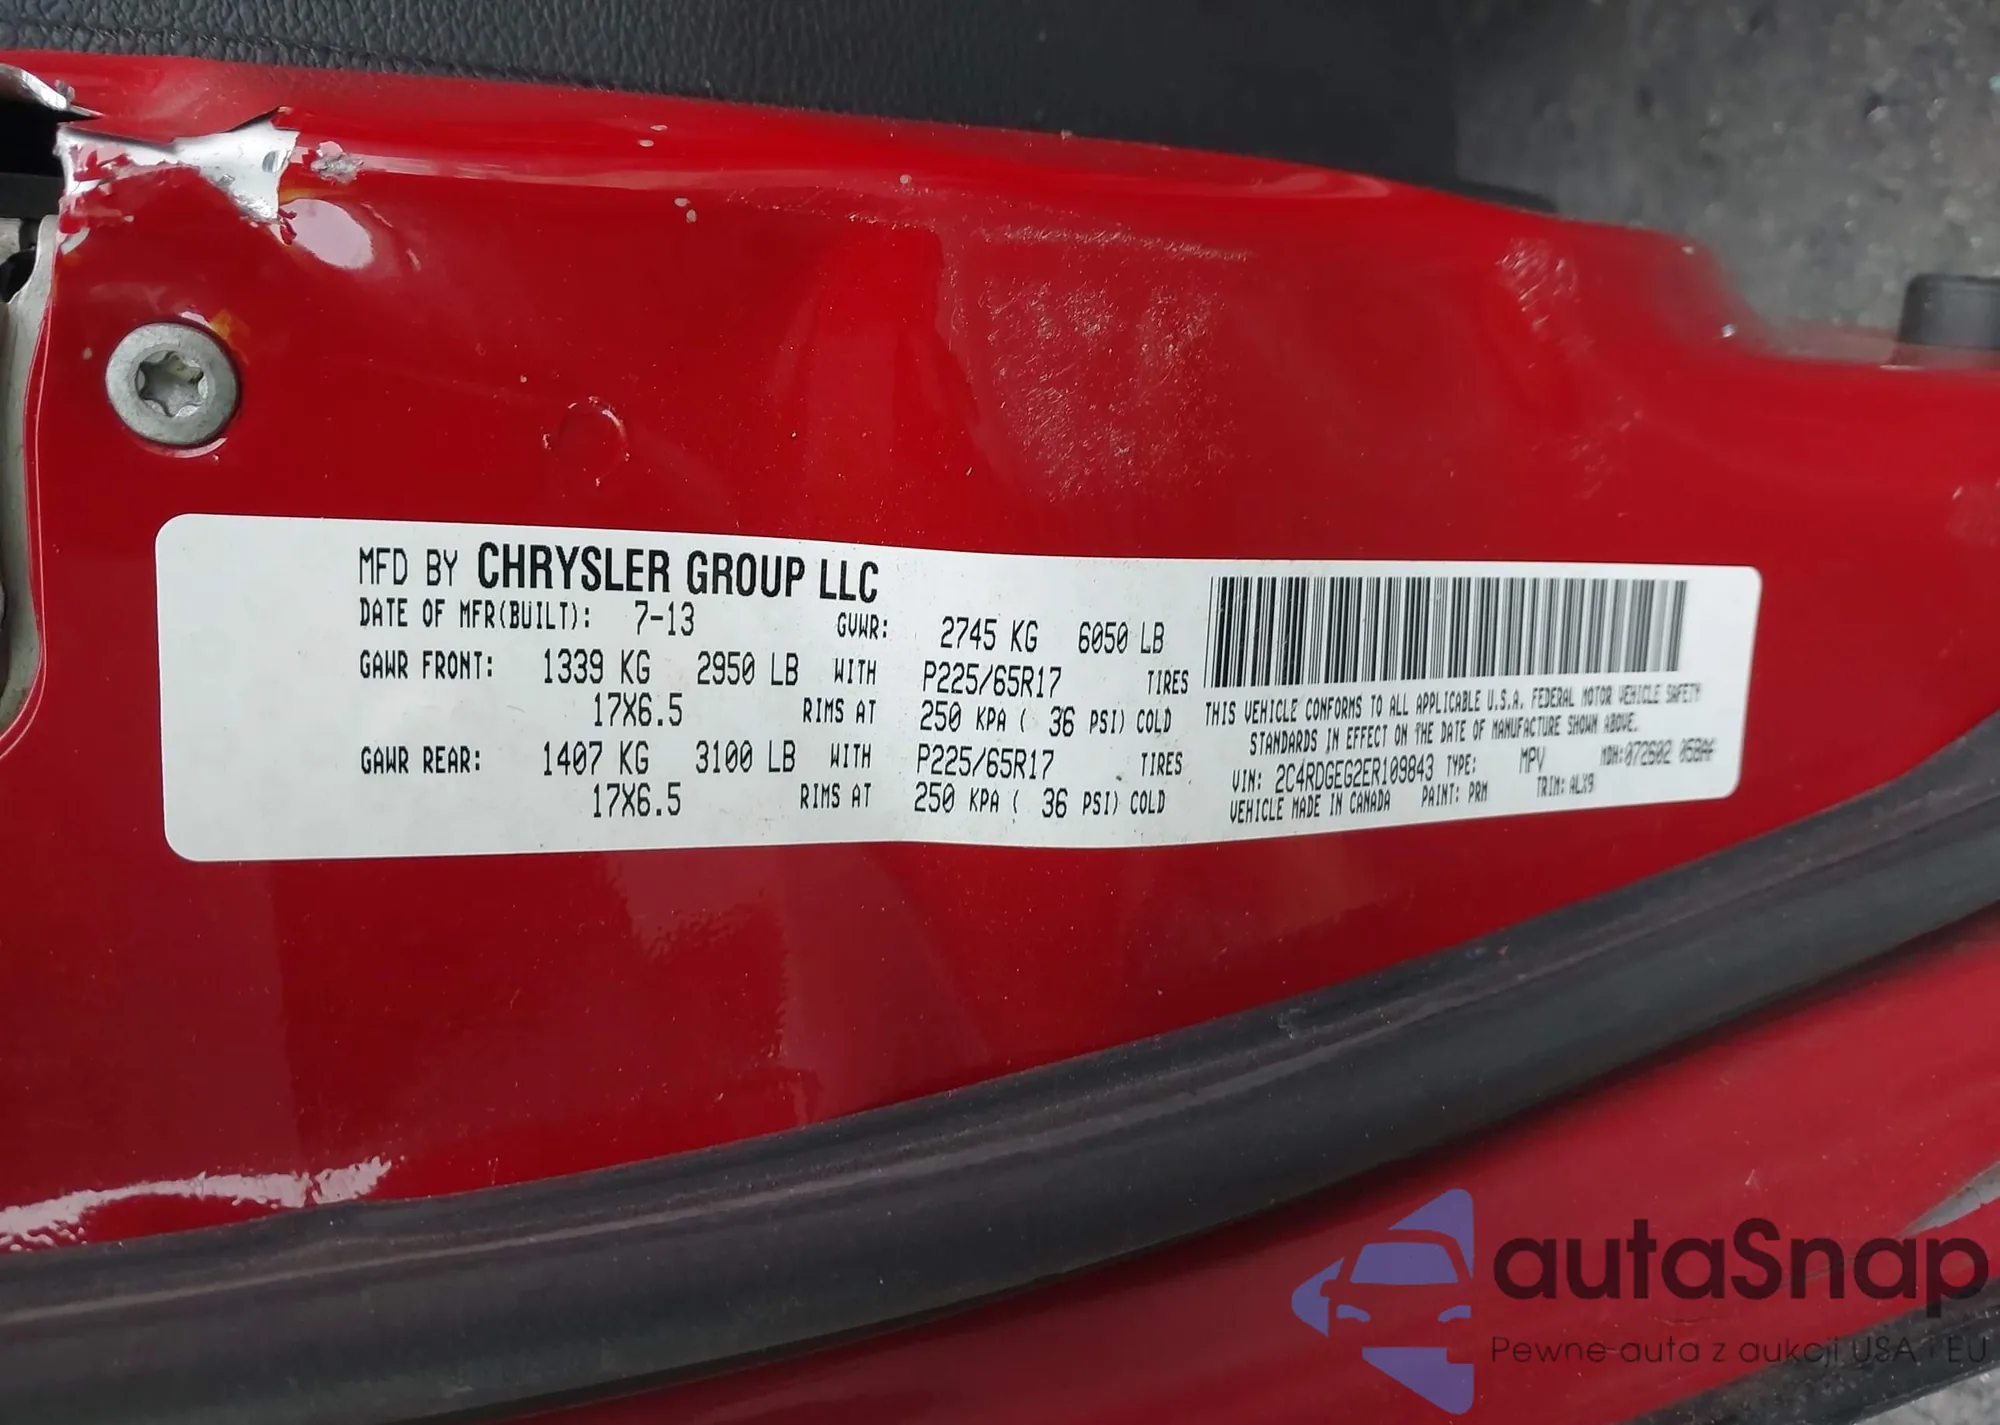 MFD BY CHRYSLER GROUP LLC
DATE OF MFR(BUILT): 7-13 GVWR: 2745 KG 6050 LB
GAWR FRONT: 1339 KG 2950 LB WITH P225/65R17 TIRES
17X6.5 RIMS AT 250 KPA ( 36 PSI) COLD
GAWR REAR: 1407 KG 3100 LB WITH P225/65R17 TIRES
17X6.5 RIMS AT 250 KPA ( 36 PSI) COLD
THIS VEHICLE CONFORMS TO ALL APPLICABLE U.S.A. FEDERAL MOTOR VEHICLE SAFETY
STANDARDS IN EFFECT ON THE DATE OF MANUFACTURE SHOWN ABOVE.
VIN: 2C4RDGEG2ER109843 TYPE: MPV MDH:072602
VEHICLE MADE IN CANADA PAINT: PRM TRIM: ALX9
autaSnap
Pewne auta z aukcji USA i EU